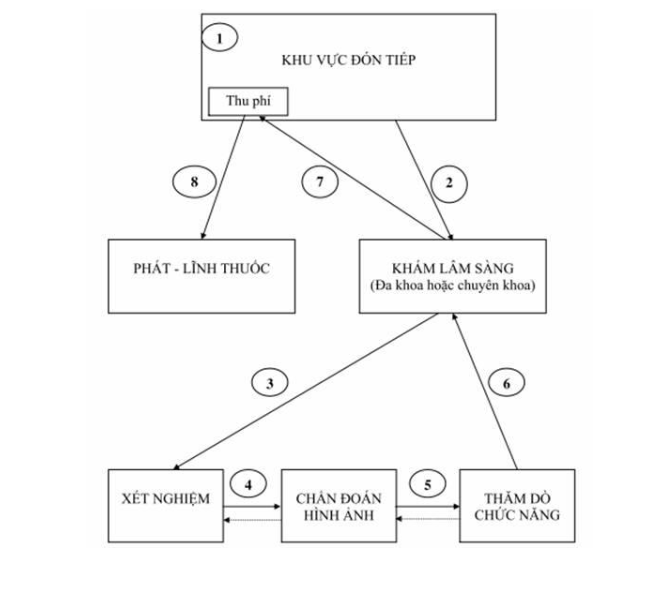 1
KHU VỰC ĐÓN TIẾP
Thu phí
8
7
2
PHÁT - LĨNH THUỐC
KHÁM LÂM SÀNG
(Đa khoa hoặc chuyên khoa)
3
6
XÉT NGHIỆM
4
CHẨN ĐOÁN
HÌNH ẢNH
5
THĂM DÒ
CHỨC NĂNG